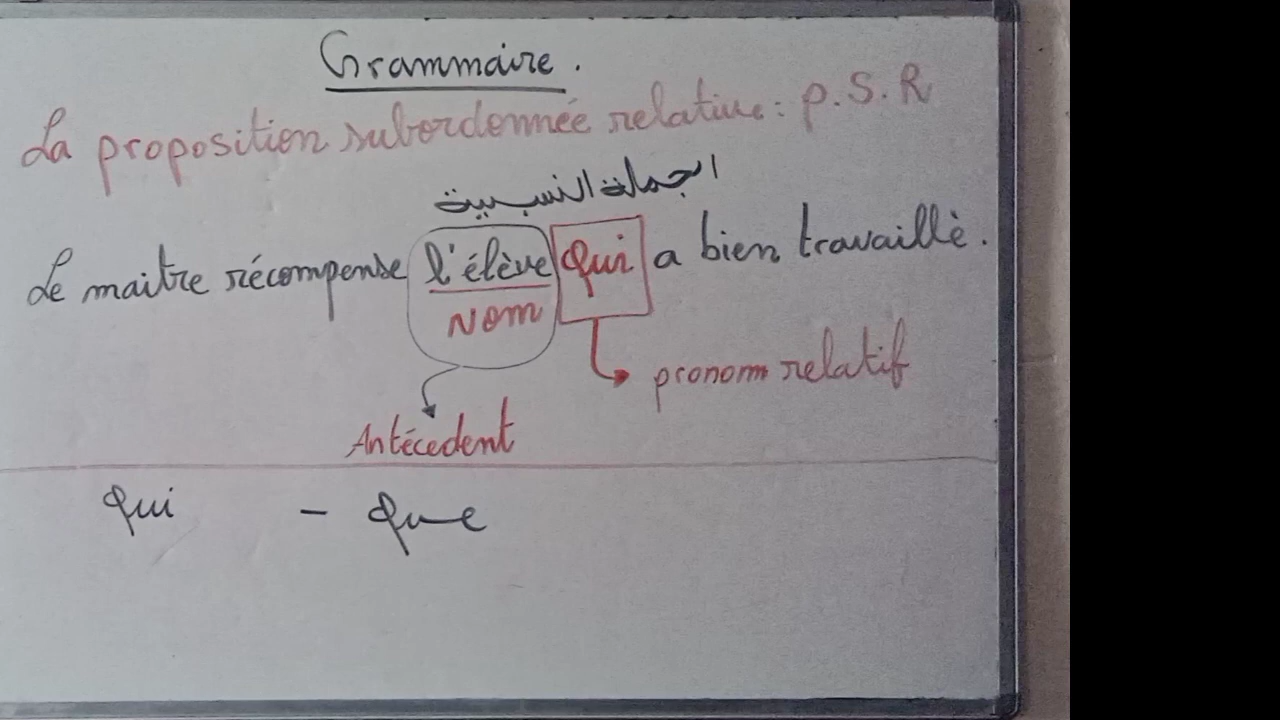 Grammaire.
La proposition subordonnée relative: P.S.R
الجملة النسبية
Le maitre récompense l'élève qui a bien travaillé.
Nom
pronom relatif
Antécedent
qui - que